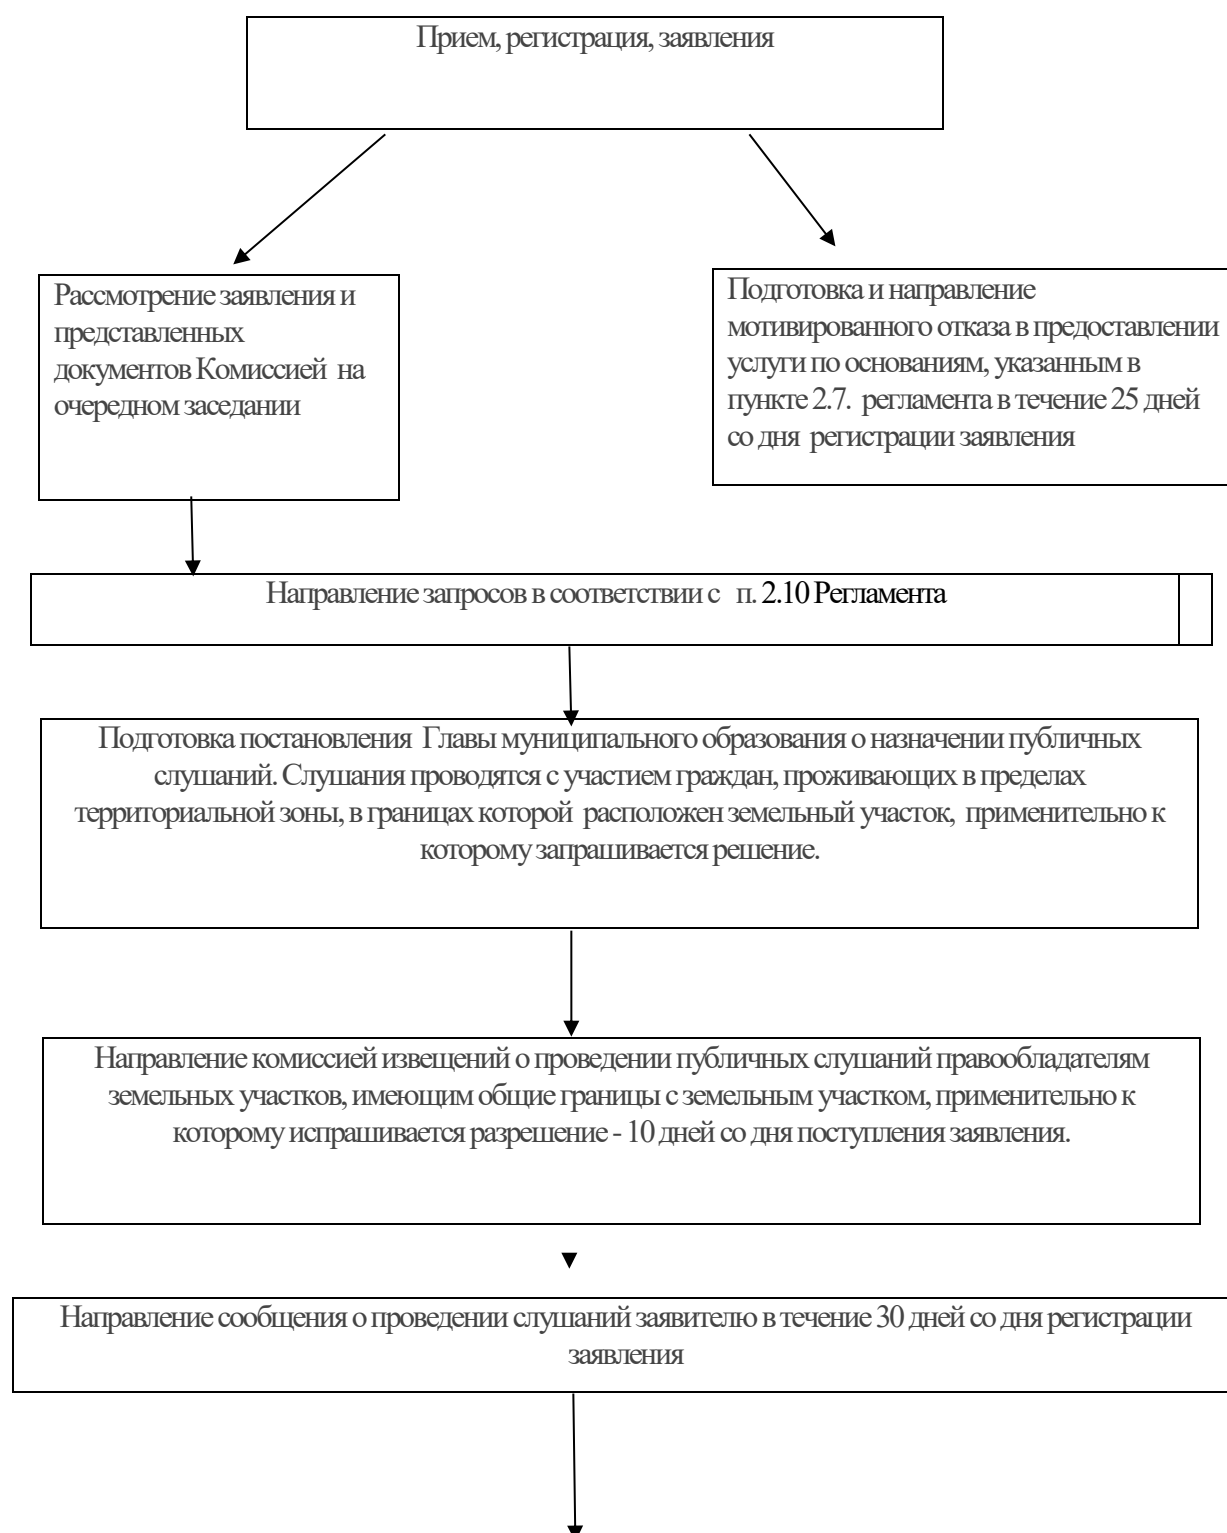 Прием, регистрация, заявления
Рассмотрение заявления и
представленных
документов Комиссией на
очередном заседании
Подготовка и направление
мотивированного отказа в предоставлении
услуги по основаниям, указанным в
пункте 2.7. регламента в течение 25 дней
со дня регистрации заявления
Направление запросов в соответствии с п. 2.10 Регламента
Подготовка постановления Главы муниципального образования о назначении публичных
слушаний. Слушания проводятся с участием граждан, проживающих в пределах
территориальной зоны, в границах которой расположен земельный участок, применительно к
которому запрашивается решение.
Направление комиссией извещений о проведении публичных слушаний правообладателям
земельных участков, имеющим общие границы с земельным участком, применительно к
которому испрашивается разрешение - 10 дней со дня поступления заявления.
Направление сообщения о проведении слушаний заявителю в течение 30 дней со дня регистрации
заявления